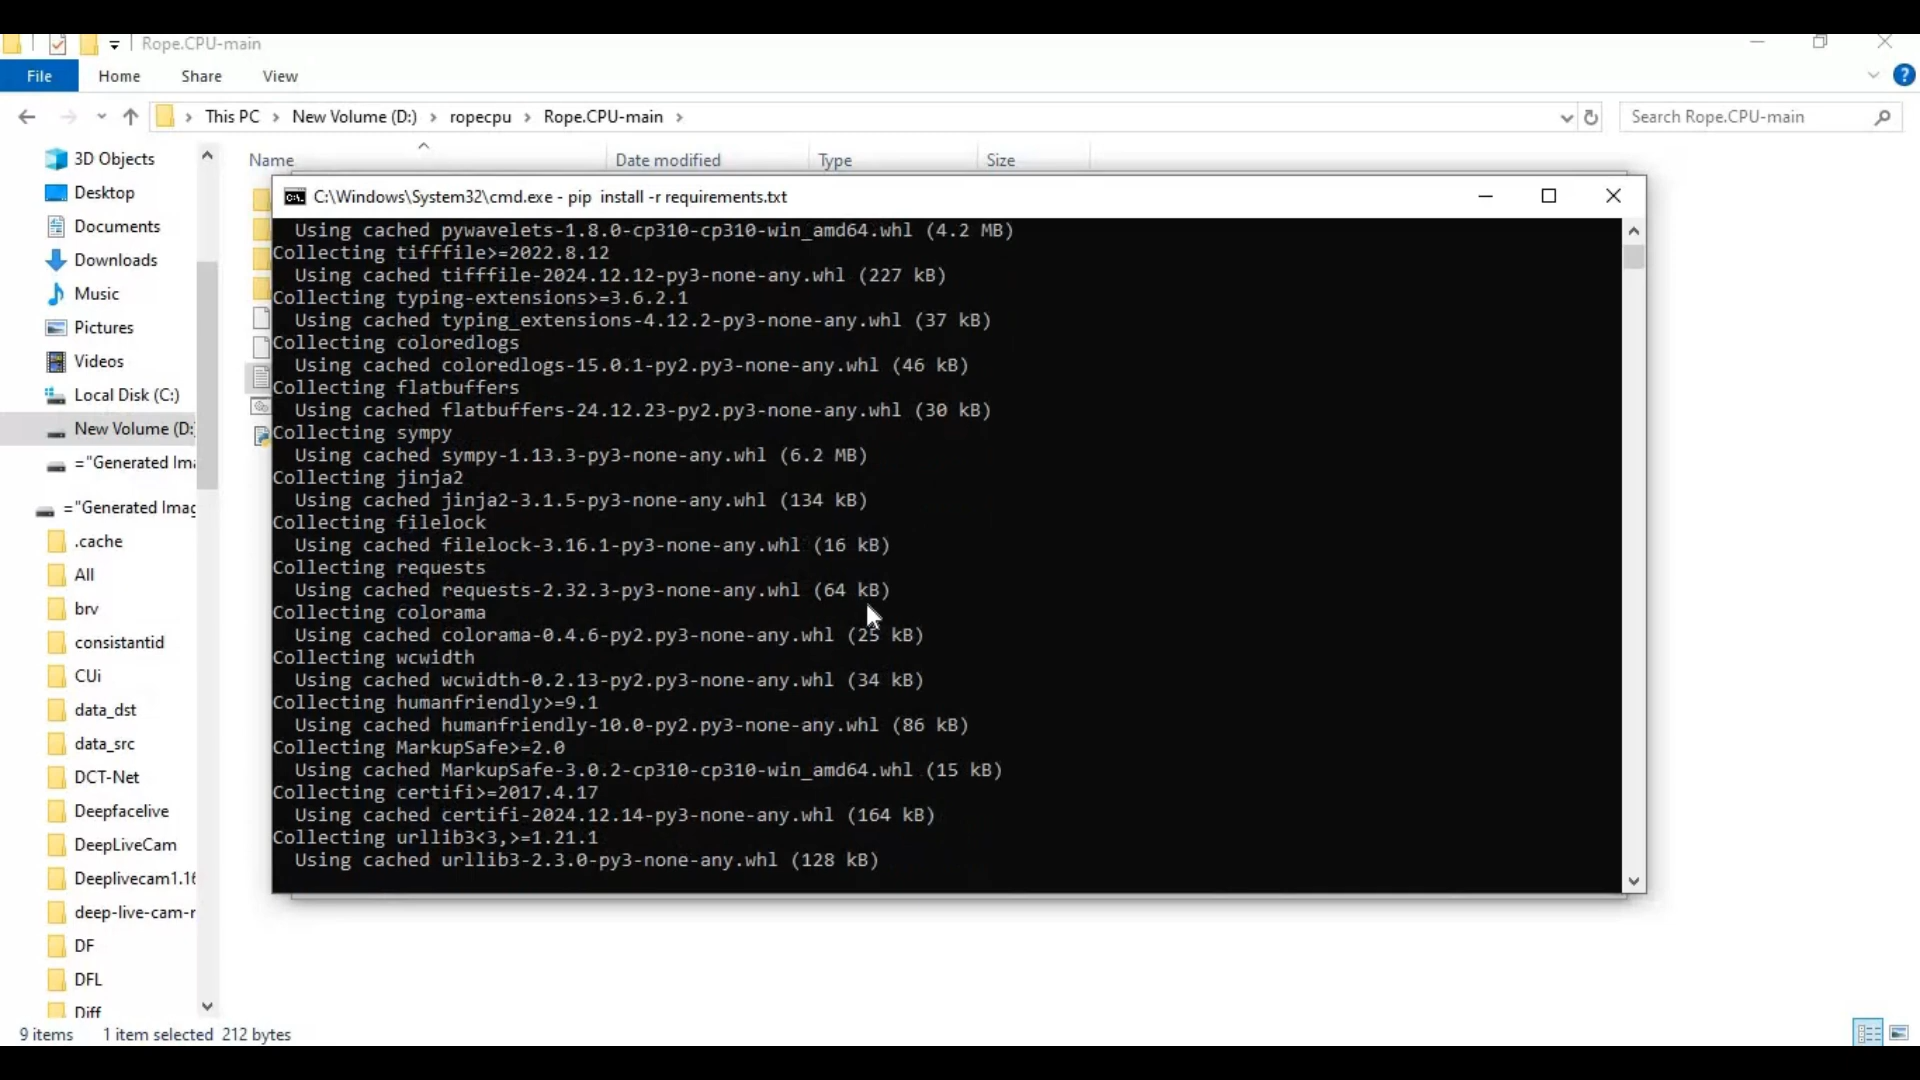 Rope.CPU-main
File Home Share View
This PC > New Volume (D:) > ropecpu > Rope.CPU-main >
Search Rope.CPU-main
Name Date modified Type Size
3D Objects
Desktop
Documents
Downloads
Music
Pictures
Videos
Local Disk (C:)
New Volume (D:
="Generated Ima
="Generated Imag
.cache
All
brv
consistantid
CUi
data_dst
data_src
DCT-Net
Deepfacelive
DeepLiveCam
Deeplivecam1.16
deep-live-cam-r
DF
DFL
Diff
C:\Windows\System32\cmd.exe - pip  install -r requirements.txt
Using cached pywavelets-1.8.0-cp310-cp310-win_amd64.whl (4.2 MB)
Collecting tifffile>=2022.8.12
Using cached tifffile-2024.12.12-py3-none-any.whl (227 kB)
Collecting typing-extensions>=3.6.2.1
Using cached typing_extensions-4.12.2-py3-none-any.whl (37 kB)
Collecting coloredlogs
Using cached coloredlogs-15.0.1-py2.py3-none-any.whl (46 kB)
Collecting flatbuffers
Using cached flatbuffers-24.12.23-py2.py3-none-any.whl (30 kB)
Collecting sympy
Using cached sympy-1.13.3-py3-none-any.whl (6.2 MB)
Collecting jinja2
Using cached jinja2-3.1.5-py3-none-any.whl (134 kB)
Collecting filelock
Using cached filelock-3.16.1-py3-none-any.whl (16 kB)
Collecting requests
Using cached requests-2.32.3-py3-none-any.whl (64 kB)
Collecting colorama
Using cached colorama-0.4.6-py2.py3-none-any.whl (25 kB)
Collecting wcwidth
Using cached wcwidth-0.2.13-py2.py3-none-any.whl (34 kB)
Collecting humanfriendly>=9.1
Using cached humanfriendly-10.0-py2.py3-none-any.whl (86 kB)
Collecting MarkupSafe>=2.0
Using cached MarkupSafe-3.0.2-cp310-cp310-win_amd64.whl (15 kB)
Collecting certifi>=2017.4.17
Using cached certifi-2024.12.14-py3-none-any.whl (164 kB)
Collecting urllib3<3,>=1.21.1
Using cached urllib3-2.3.0-py3-none-any.whl (128 kB)
9 items 1 item selected 212 bytes